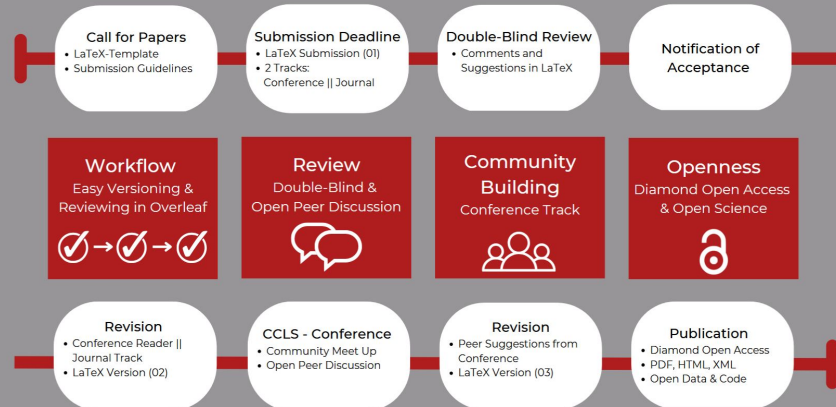 Call for Papers
• LaTeX-Template
• Submission Guidelines
Submission Deadline
• LaTeX Submission (01)
• 2 Tracks:
Conference || Journal
Double-Blind Review
• Comments and
Suggestions in LaTeX
Notification of
Acceptance
Workflow
Easy Versioning &
Reviewing in Overleaf
Review
Double-Blind &
Open Peer Discussion
Community
Building
Conference Track
Openness
Diamond Open Access
& Open Science
Revision
• Conference Reader ||
Journal Track
• LaTeX Version (02)
CCLS - Conference
• Community Meet Up
• Open Peer Discussion
Revision
• Peer Suggestions from
Conference
• LaTeX Version (03)
Publication
• Diamond Open Access
• PDF, HTML, XML
• Open Data & Code